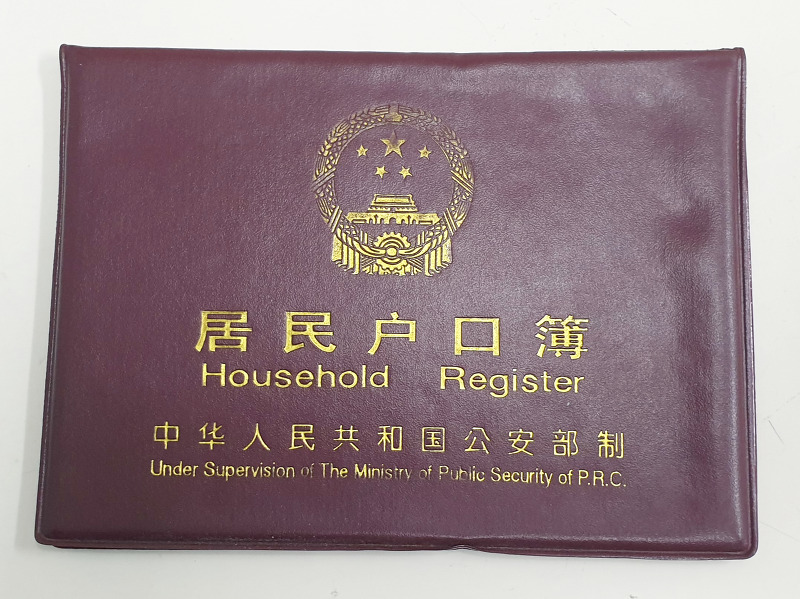 居民户口簿
Household Register
中华人民共和国公安部制
Under Supervision of The Ministry of Public Security of P.R.C.